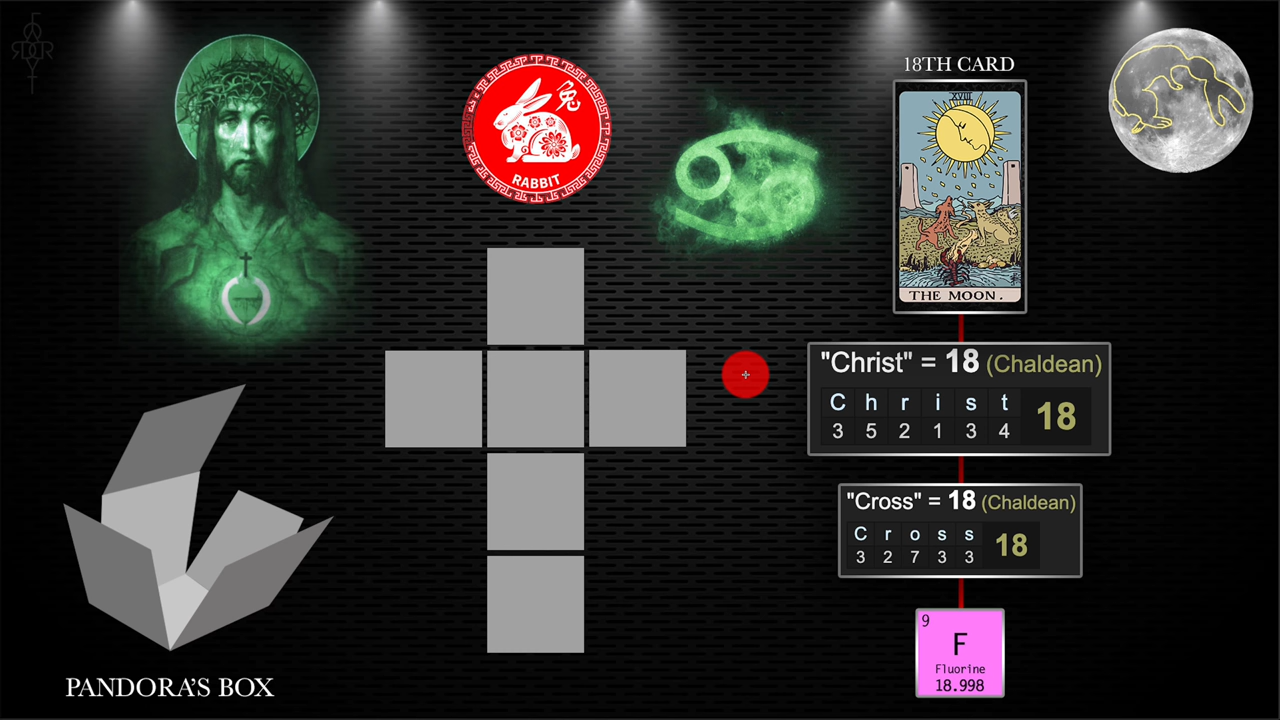 18TH CARD
XVIII
THE MOON.
兔
RABBIT
"Christ" = 18 (Chaldean)
C h r i s t
3 5 2 1 3 4
18
"Cross" = 18 (Chaldean)
C r o s s
3 2 7 3 3
18
9
F
Fluorine
18.998
PANDORA'S BOX